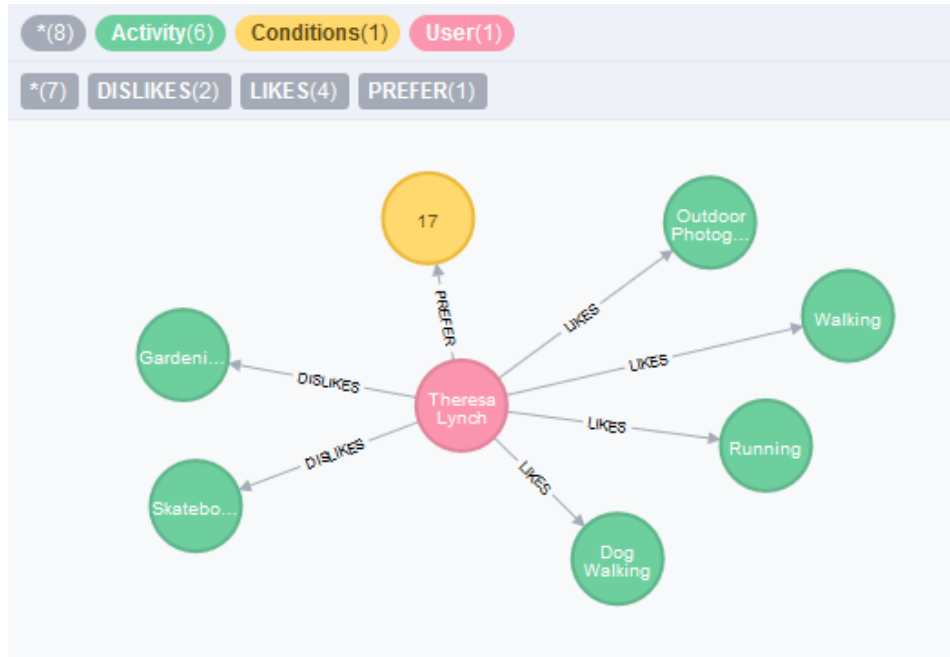 *(8) Activity(6) Conditions(1) User(1)
*(7) DISLIKES(2) LIKES(4) PREFER(1)
17
Outdoor
Photog...
PREFER
LIKES
Walking
LIKES
Gardeni...
DISLIKES
Theresa
Lynch
LIKES
Running
DISLIKES
LIKES
Skatebo...
Dog
Walking